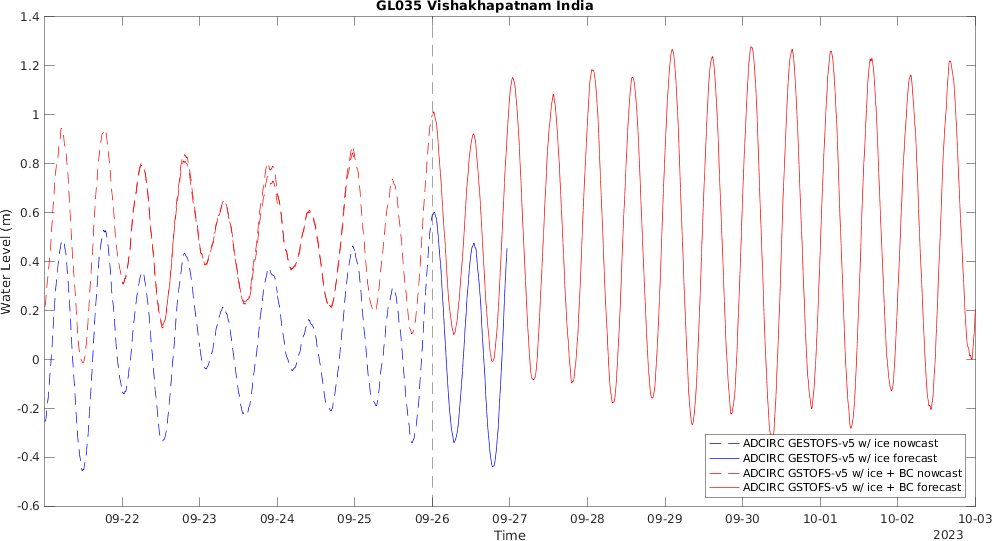 GL035 Vishakhapatnam India
1.4
1.2
1
0.8
0.6
0.4
0.2
0
-0.2
-0.4
-0.6
Water Level (m)
ADCIRC GESTOFS-v5 w/ ice nowcast
ADCIRC GESTOFS-v5 w/ ice forecast
ADCIRC GSTOFS-v5 w/ ice + BC nowcast
ADCIRC GSTOFS-v5 w/ ice + BC forecast
09-22 09-23 09-24 09-25 09-26 09-27 09-28 09-29 09-30 10-01 10-02 10-03
Time
2023